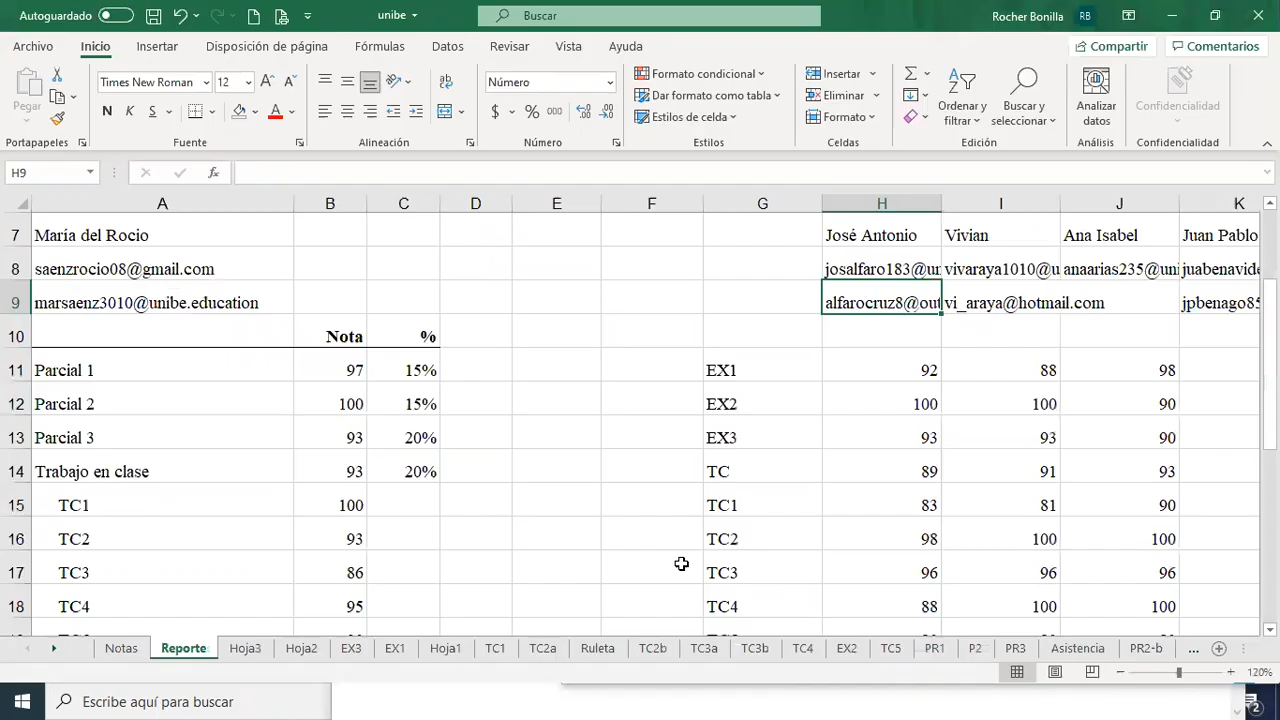 Autoguardado unibe Buscar Rocher Bonilla RB
Archivo Inicio Insertar Disposición de página Fórmulas Datos Revisar Vista Ayuda Compartir Comentarios
Pegar Times New Roman 12 Número Formato condicional Insertar
Dar formato como tabla Eliminar Ordenar y filtrar Buscar y seleccionar Analizar datos Confidencialidad
N K S $ % 000 Estilos de celda Formato
Portapapeles Fuente Alineación Número Estilos Celdas Edición Análisis Confidencialidad
H9 fx
A B C D E F G H I J K
7 María del Rocio José Antonio Vivian Ana Isabel Juan Pablo
8 saenzrocio08@gmail.com josalfaro183@ur vivaraya1010@u anaarias235@uni juabenavide
9 marsaenz3010@unibe.education alfarocruz8@out vi_araya@hotmail.com jpbenago85
10 Nota %
11 Parcial 1 97 15% EX1 92 88 98
12 Parcial 2 100 15% EX2 100 100 90
13 Parcial 3 93 20% EX3 93 93 90
14 Trabajo en clase 93 20% TC 89 91 93
15 TC1 100 TC1 83 81 90
16 TC2 93 TC2 98 100 100
17 TC3 86 TC3 96 96 96
18 TC4 95 TC4 88 100 100
Notas Reporte Hoja3 Hoja2 EX3 EX1 Hoja1 TC1 TC2a Ruleta TC2b TC3a TC3b TC4 EX2 TC5 PR1 P2 PR3 Asistencia PR2-b ...
120%
Escribe aquí para buscar 2